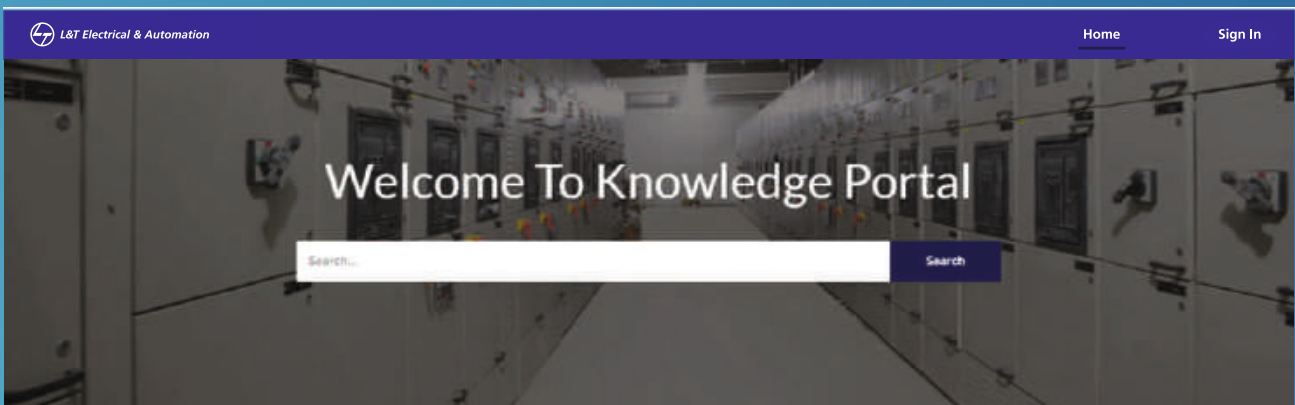 L&T Electrical & Automation
Home
Sign In
Welcome To Knowledge Portal
Search...
Search